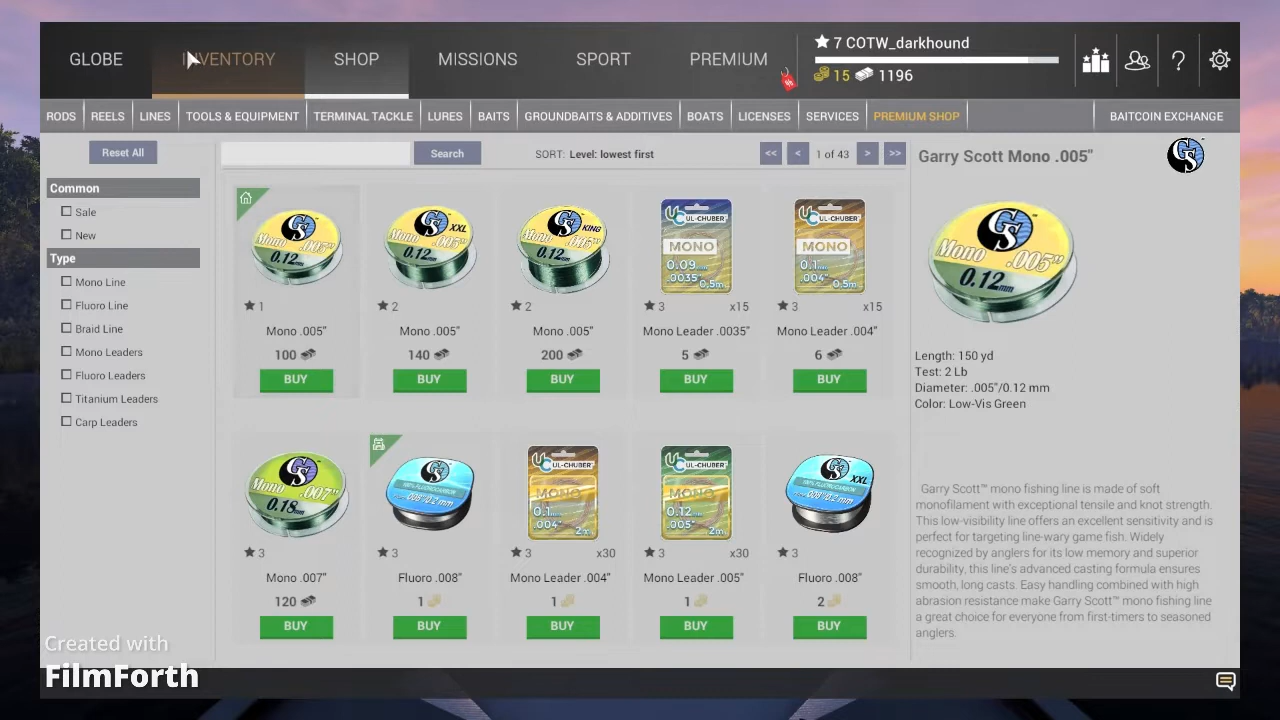 GLOBE INVENTORY SHOP MISSIONS SPORT PREMIUM
7 COTW_darkhound
15 1196
RODS REELS LINES TOOLS & EQUIPMENT TERMINAL TACKLE LURES BAITS GROUNDBAITS & ADDITIVES BOATS LICENSES SERVICES PREMIUM SHOP BAITCOIN EXCHANGE
Reset All
Search
SORT: Level: lowest first
<< < 1 of 43 > >>
Common
Sale
New
Type
Mono Line
Fluoro Line
Braid Line
Mono Leaders
Fluoro Leaders
Titanium Leaders
Carp Leaders
1 2 2 3 x15 3 x15
Mono .005" Mono .005" Mono .005" Mono Leader .0035" Mono Leader .004"
100 140 200 5 6
BUY BUY BUY BUY BUY
3 3 3 x30 3 x30 3
Mono .007" Fluoro .008" Mono Leader .004" Mono Leader .005" Fluoro .008"
120 1 1 1 2
BUY BUY BUY BUY BUY
Garry Scott Mono .005"
Mono .005"
0.12mm
Length: 150 yd
Test: 2 Lb
Diameter: .005"/0.12 mm
Color: Low-Vis Green
Garry Scott™ mono fishing line is made of soft
monofilament with exceptional tensile and knot strength.
This low-visibility line offers an excellent sensitivity and is
perfect for targeting line-wary game fish. Widely
recognized by anglers for its low memory and superior
durability, this line's advanced casting formula ensures
smooth, long casts. Easy handling combined with high
abrasion resistance make Garry Scott™ mono fishing line
a great choice for everyone from first-timers to seasoned
anglers.
Created with
FilmForth